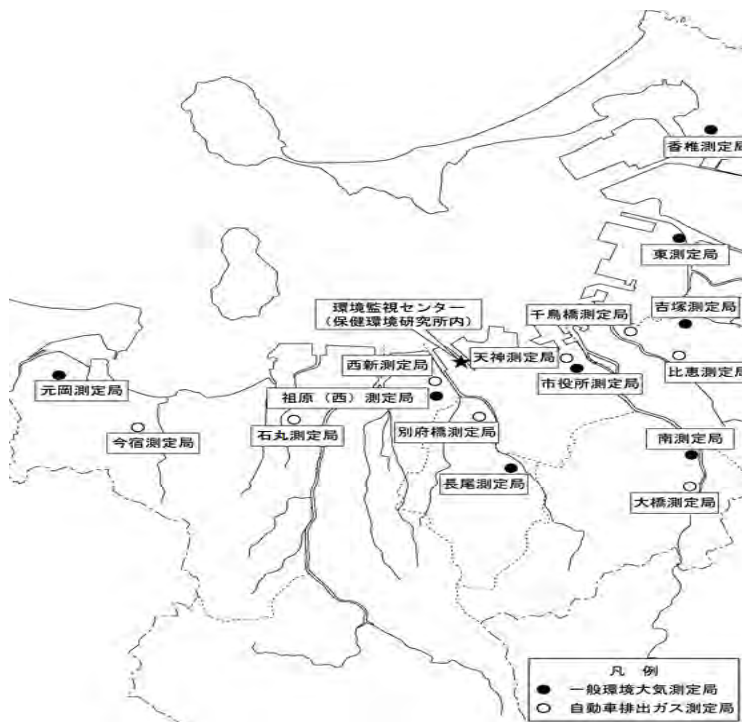 香椎測定局
東測定局
環境監視センター
（保健環境研究所内）
千鳥橋測定局
吉塚測定局
西新測定局
天神測定局
比恵測定局
元岡測定局
祖原（西）測定局
市役所測定局
今宿測定局
石丸測定局
別府橋測定局
南測定局
長尾測定局
大橋測定局
凡 例
一般環境大気測定局
自動車排出ガス測定局